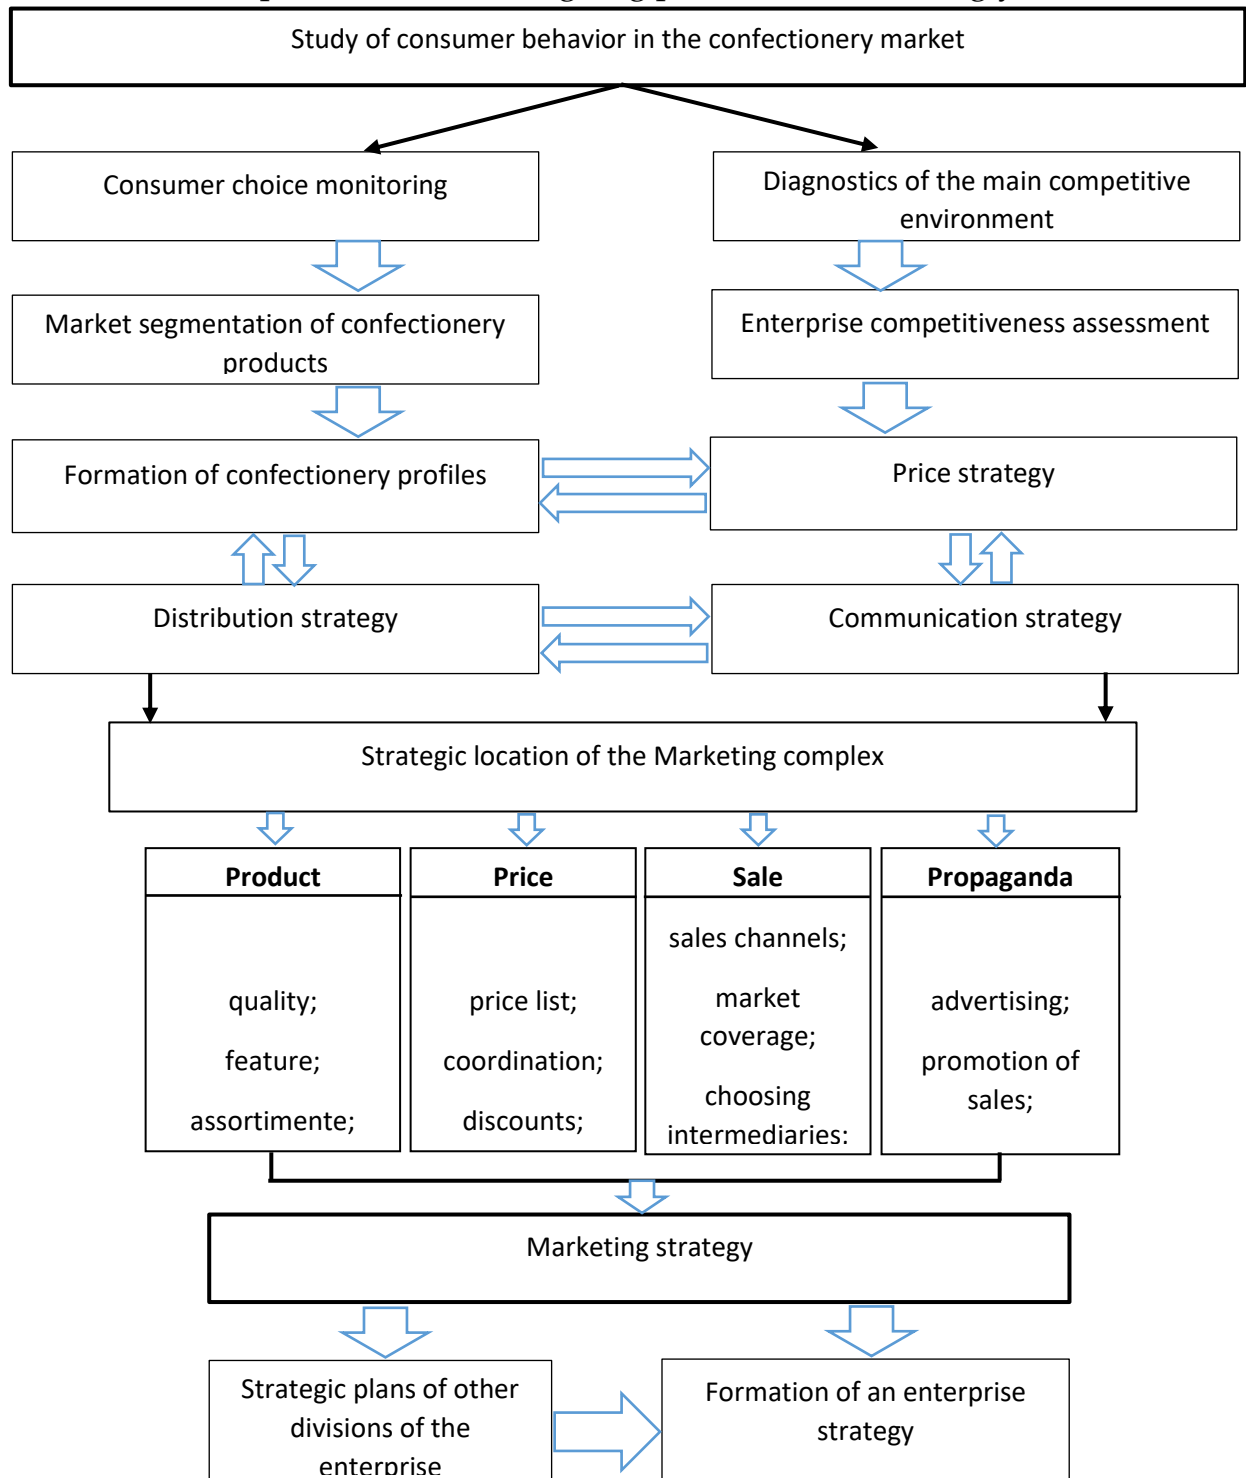 Study of consumer behavior in the confectionery market
Consumer choice monitoring
Diagnostics of the main competitive
environment
Market segmentation of confectionery
products
Enterprise competitiveness assessment
Formation of confectionery profiles
Price strategy
Distribution strategy
Communication strategy
Strategic location of the Marketing complex
Product
quality;
feature;
assortimente;
Price
price list;
coordination;
discounts;
Sale
sales channels;
market
coverage;
choosing
intermediaries:
Propaganda
advertising;
promotion of
sales;
Marketing strategy
Strategic plans of other
divisions of the
enterprise
Formation of an enterprise
strategy